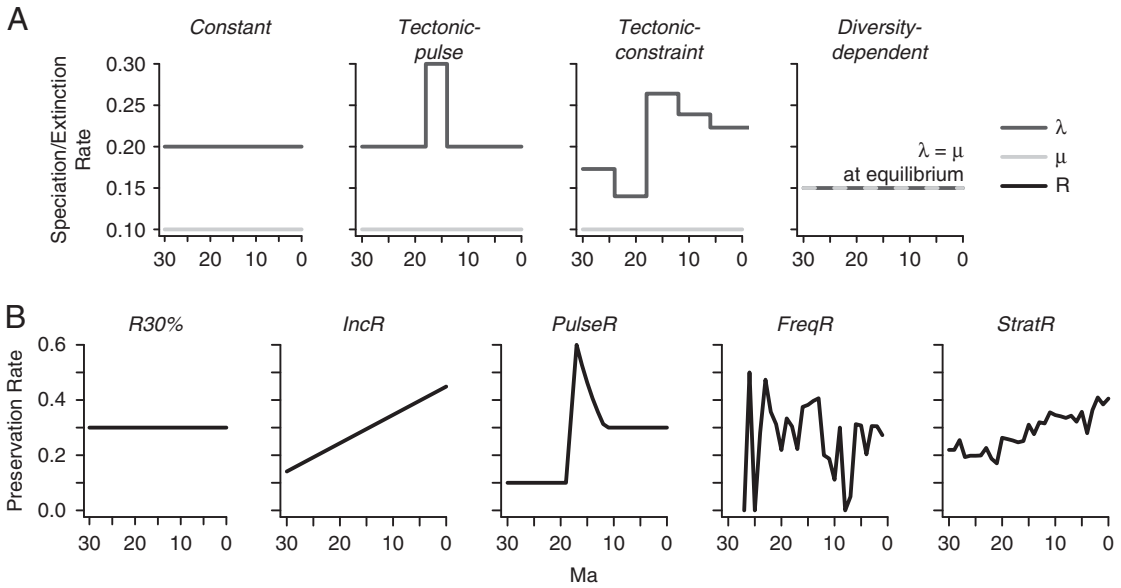 A
Constant
Tectonic-
pulse
Tectonic-
constraint
Diversity-
dependent
Speciation/Extinction
Rate
0.30
0.25
0.20
0.15
0.10
λ = μ
at equilibrium
λ
μ
R
30 20 10 0
30 20 10 0
30 20 10 0
30 20 10 0
B
R30%
IncR
PulseR
FreqR
StratR
Preservation Rate
0.6
0.4
0.2
0.0
30 20 10 0
30 20 10 0
30 20 10 0
30 20 10 0
30 20 10 0
Ma